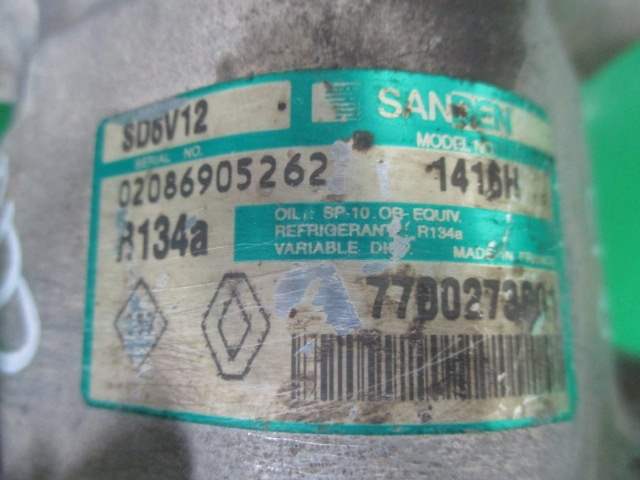 SD6V12
SANDEN
SERIAL NO.
MODEL NO.
02086905262
1415H
R134a
OIL: SP-10 OR EQUIV.
REFRIGERANT: R134a
VARIABLE DISP.
MADE IN FRANCE
7700273801